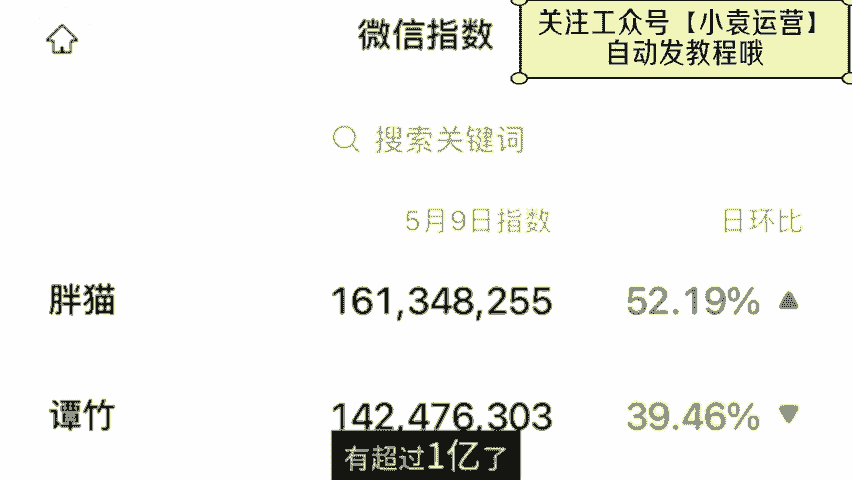 微信指数
关注工众号【小袁运营】
自动发教程哦
搜索关键词
5月9日指数 日环比
胖猫 161,348,255 52.19% ▲
谭竹 142,476,303 39.46% ▼
有超过1亿了